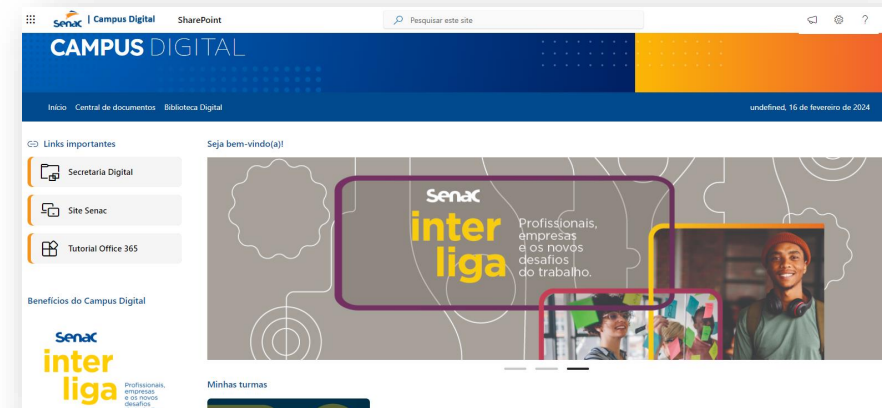 Senac | Campus Digital SharePoint Pesquisar este site ?
CAMPUS DIGITAL
Início Central de documentos Biblioteca Digital undefined, 16 de fevereiro de 2024
Links importantes
Secretaria Digital
Site Senac
Tutorial Office 365
Benefícios do Campus Digital
Senac
inter
liga
Profissionais,
empresas
e os novos
desafios
Seja bem-vindo(a)!
Senac
inter
liga
Profissionais,
empresas
e os novos
desafios
do trabalho.
Minhas turmas